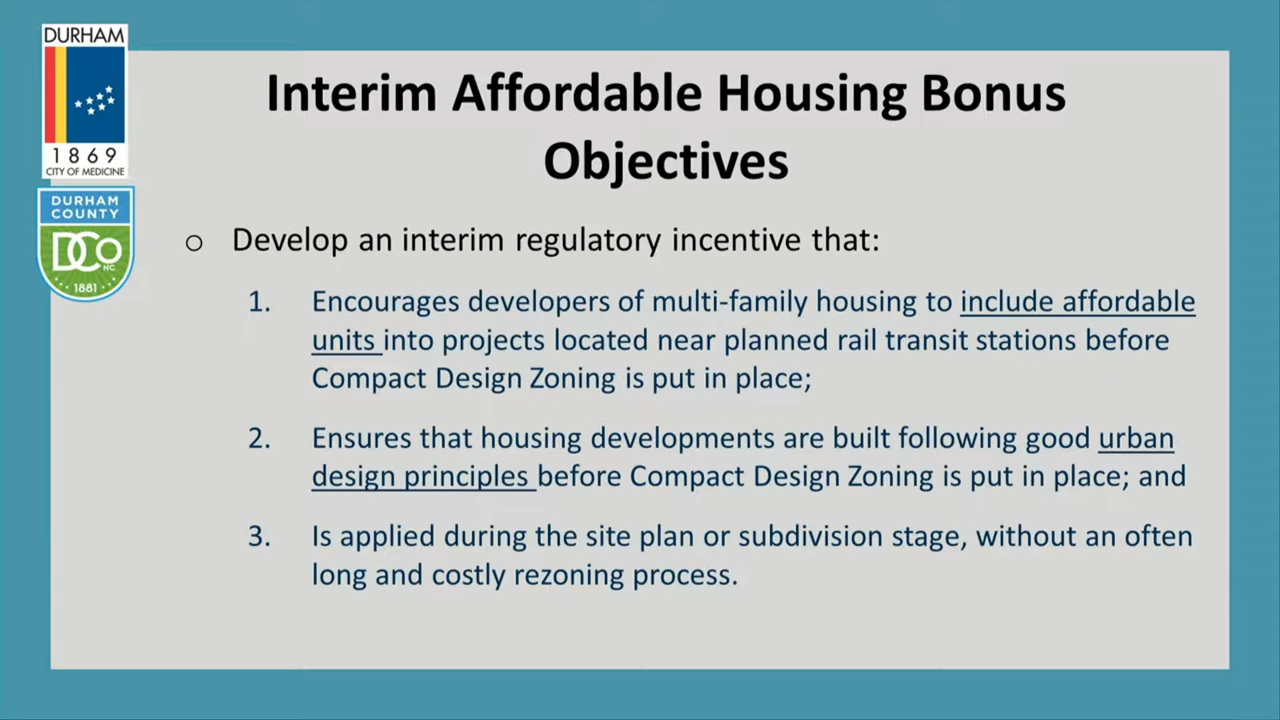 DURHAM
1869
CITY OF MEDICINE
DURHAM
COUNTY
DCo
NC
1881
Interim Affordable Housing Bonus
Objectives
o Develop an interim regulatory incentive that:
1. Encourages developers of multi-family housing to include affordable
units into projects located near planned rail transit stations before
Compact Design Zoning is put in place;
2. Ensures that housing developments are built following good urban
design principles before Compact Design Zoning is put in place; and
3. Is applied during the site plan or subdivision stage, without an often
long and costly rezoning process.